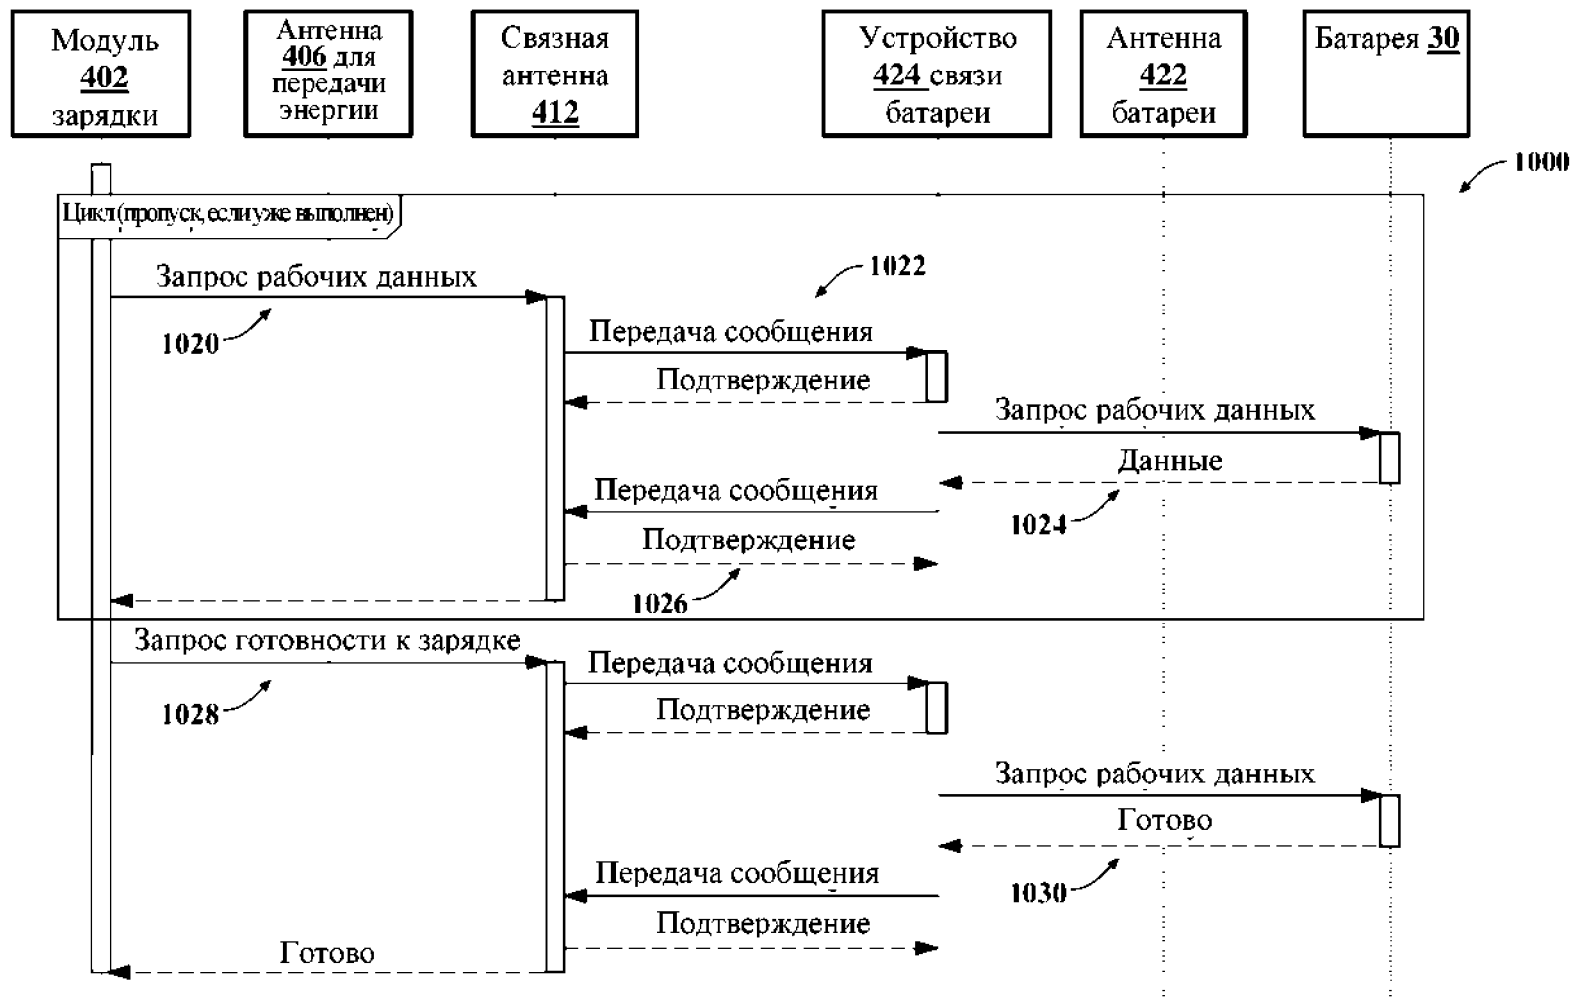 Модуль
402
зарядки
Антенна
406 для
передачи
энергии
Связная
антенна
412
Устройство
424 связи
батареи
Антенна
422
батареи
Батарея 30
1000
Цикл (пропуск, если уже выполнен)
1022
Запрос рабочих данных
1020
Передача сообщения
Подтверждение
Запрос рабочих данных
Данные
Передача сообщения
1024
Подтверждение
1026
Запрос готовности к зарядке
Передача сообщения
1028
Подтверждение
Запрос рабочих данных
Готово
Передача сообщения
1030
Подтверждение
Готово